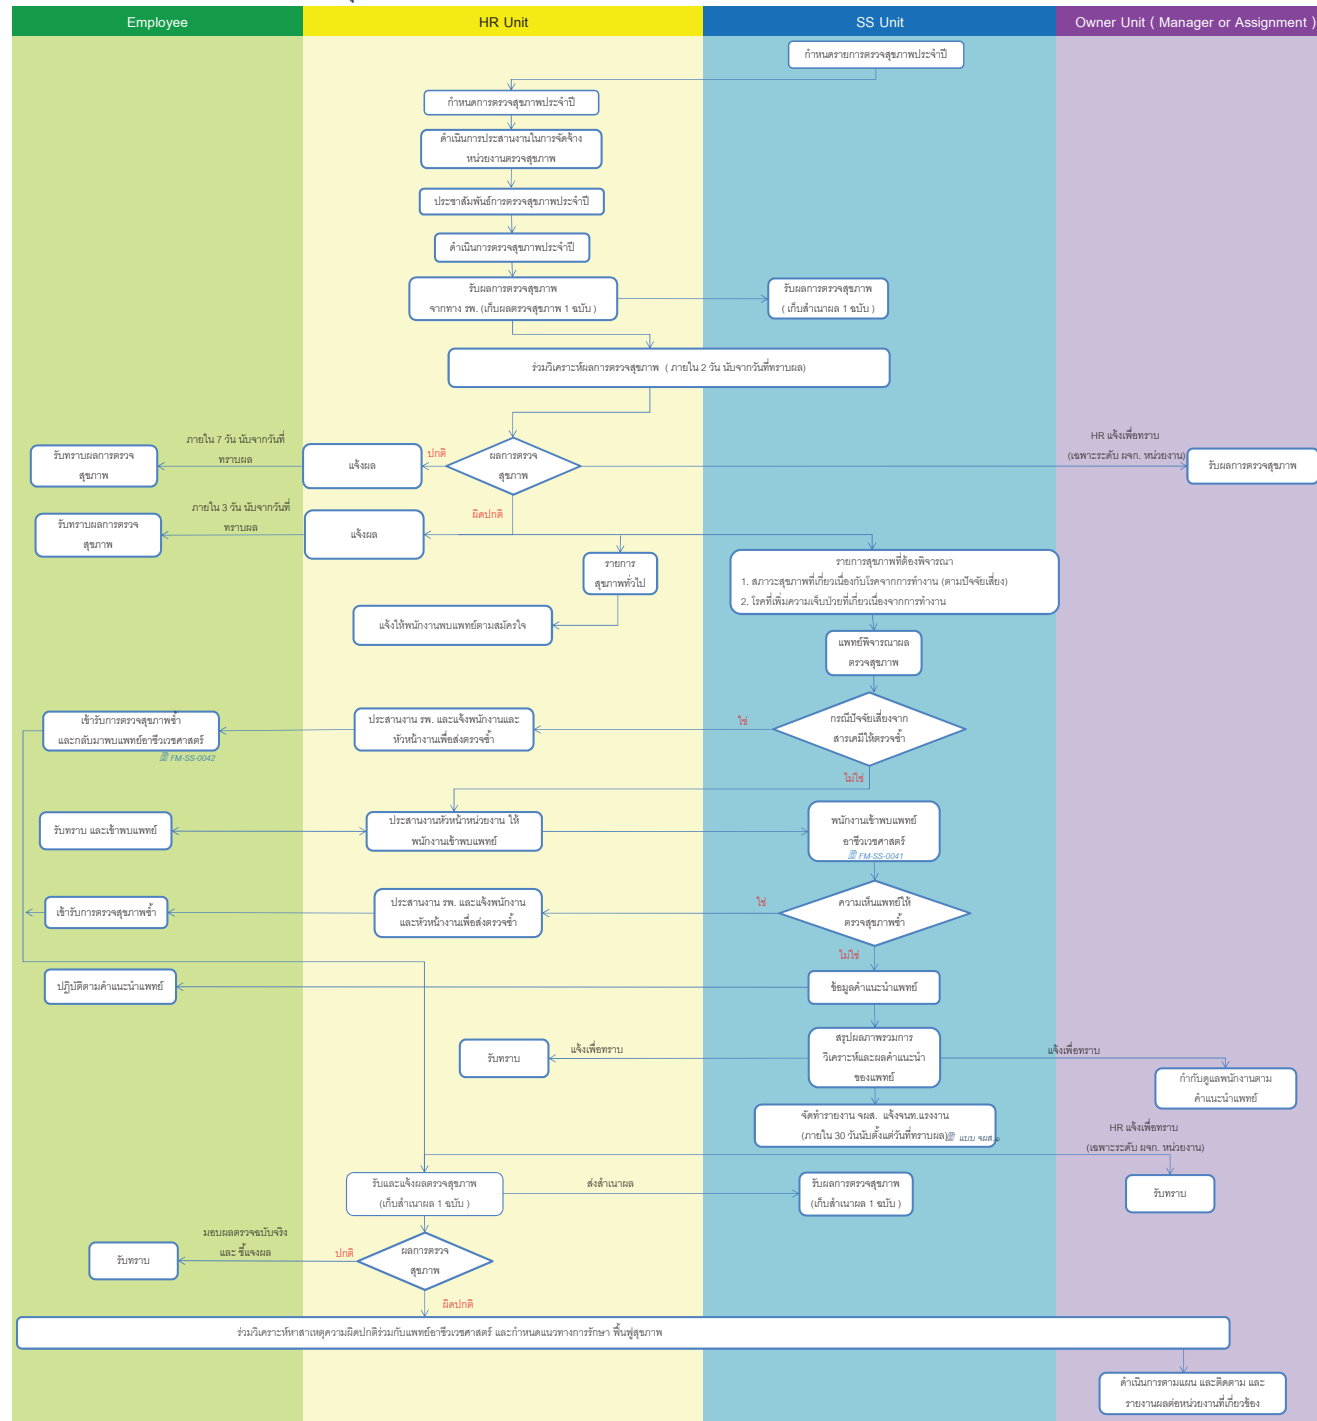 Employee
HR Unit
SS Unit
Owner Unit ( Manager or Assignment )
กำหนดรายการตรวจสุขภาพประจำปี
กำหนดการตรวจสุขภาพประจำปี
ดำเนินการประสานงานในการจัดจ้าง
หน่วยงานตรวจสุขภาพ
ประชาสัมพันธ์การตรวจสุขภาพประจำปี
ดำเนินการตรวจสุขภาพประจำปี
รับผลการตรวจสุขภาพ
จากทาง รพ. (เก็บผลตรวจสุขภาพ 1 ฉบับ )
รับผลการตรวจสุขภาพ
( เก็บสำเนาผล 1 ฉบับ )
ร่วมวิเคราะห์ผลการตรวจสุขภาพ ( ภายใน 2 วัน นับจากวันที่ทราบผล)
รับทราบผลการตรวจ
สุขภาพ
ภายใน 7 วัน นับจากวันที่
ทราบผล
แจ้งผล
ปกติ
ผลการตรวจ
สุขภาพ
HR แจ้งเพื่อทราบ
(เฉพาะระดับ ผจก. หน่วยงาน)
รับผลการตรวจสุขภาพ
ผิดปกติ
รับทราบผลการตรวจ
สุขภาพ
ภายใน 3 วัน นับจากวันที่
ทราบผล
แจ้งผล
รายการ
สุขภาพทั่วไป
รายการสุขภาพที่ต้องพิจารณา
1. สภาวะสุขภาพที่เกี่ยวเนื่องกับโรคจากการทำงาน (ตามปัจจัยเสี่ยง)
2. โรคที่เพิ่มความเจ็บป่วยที่เกี่ยวเนื่องจากการทำงาน
แจ้งให้พนักงานพบแพทย์ตามสมัครใจ
แพทย์พิจารณาผล
ตรวจสุขภาพ
เข้ารับการตรวจสุขภาพซ้ำ
และกลับมาพบแพทย์อาชีวเวชศาสตร์
FM-SS-0042
ประสานงาน รพ. และแจ้งพนักงานและ
หัวหน้างานเพื่อส่งตรวจซ้ำ
ใช่
กรณีปัจจัยเสี่ยงจาก
สารเคมีให้ตรวจซ้ำ
ไม่ใช่
รับทราบ และเข้าพบแพทย์
ประสานงานหัวหน้าหน่วยงาน ให้
พนักงานเข้าพบแพทย์
พนักงานเข้าพบแพทย์
อาชีวเวชศาสตร์
FM-SS-0041
เข้ารับการตรวจสุขภาพซ้ำ
ประสานงาน รพ. และแจ้งพนักงาน
และหัวหน้างานเพื่อส่งตรวจซ้ำ
ใช่
ความเห็นแพทย์ให้
ตรวจสุขภาพซ้ำ
ไม่ใช่
ปฏิบัติตามคำแนะนำแพทย์
ข้อมูลคำแนะนำแพทย์
รับทราบ
แจ้งเพื่อทราบ
สรุปผลภาพรวมการ
วิเคราะห์และผลคำแนะนำ
ของแพทย์
แจ้งเพื่อทราบ
กำกับดูแลพนักงานตาม
คำแนะนำแพทย์
จัดทำรายงาน จผส. แจ้งจนท.แรงงาน
(ภายใน 30 วันนับตั้งแต่วันที่ทราบผล)
แบบ จผส.๑
HR แจ้งเพื่อทราบ
(เฉพาะระดับ ผจก. หน่วยงาน)
รับและแจ้งผลตรวจสุขภาพ
(เก็บสำเนาผล 1 ฉบับ )
ส่งสำเนาผล
รับผลการตรวจสุขภาพ
(เก็บสำเนาผล 1 ฉบับ )
รับทราบ
รับทราบ
มอบผลตรวจฉบับจริง
และ ชี้แจงผล
ปกติ
ผลการตรวจ
สุขภาพ
ผิดปกติ
ร่วมวิเคราะห์หาสาเหตุความผิดปกติร่วมกับแพทย์อาชีวเวชศาสตร์ และกำหนดแนวทางการรักษา ฟื้นฟูสุขภาพ
ดำเนินการตามแผน และติดตาม และ
รายงานผลต่อหน่วยงานที่เกี่ยวข้อง